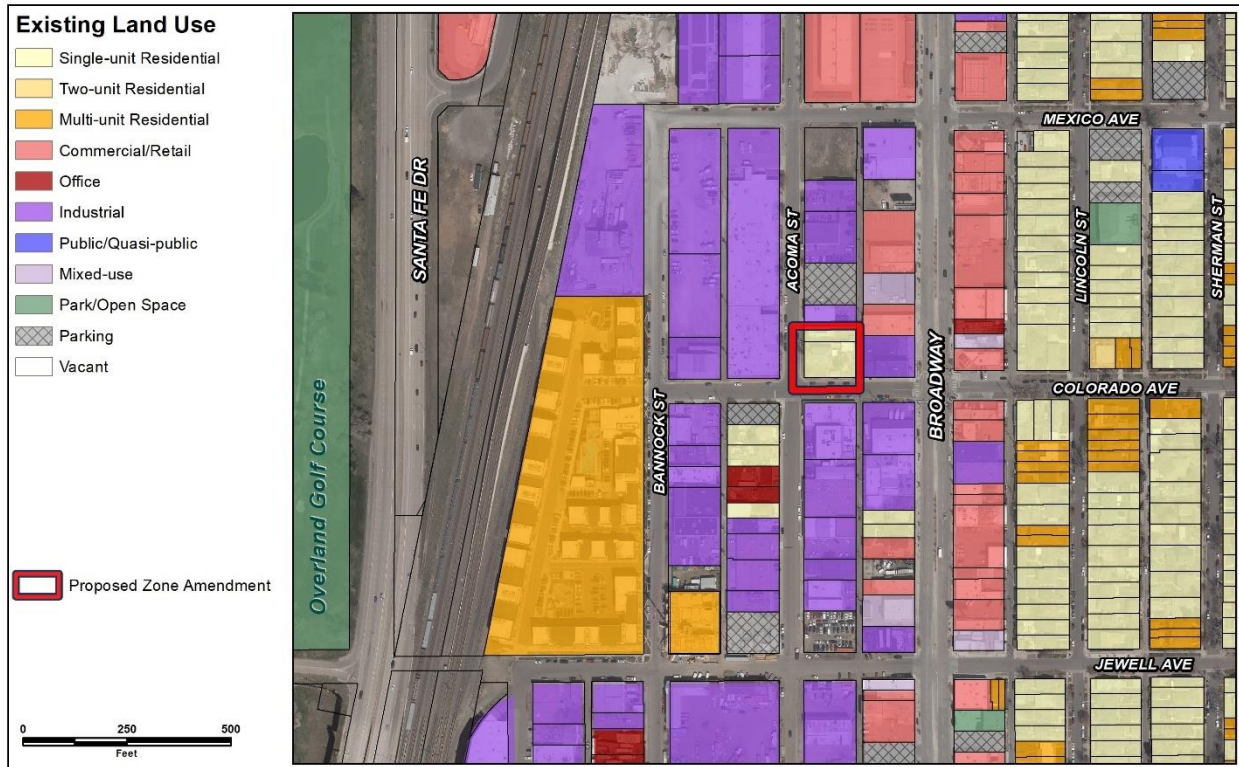 Existing Land Use
Single-unit Residential
Two-unit Residential
Multi-unit Residential
Commercial/Retail
Office
Industrial
Public/Quasi-public
Mixed-use
Park/Open Space
Parking
Vacant
Proposed Zone Amendment
0 250 500
Feet
Overland Golf Course
SANTA FE DR
BANNOCK ST
ACOMA ST
BROADWAY
LINCOLN ST
SHERMAN ST
MEXICO AVE
COLORADO AVE
JEWELL AVE